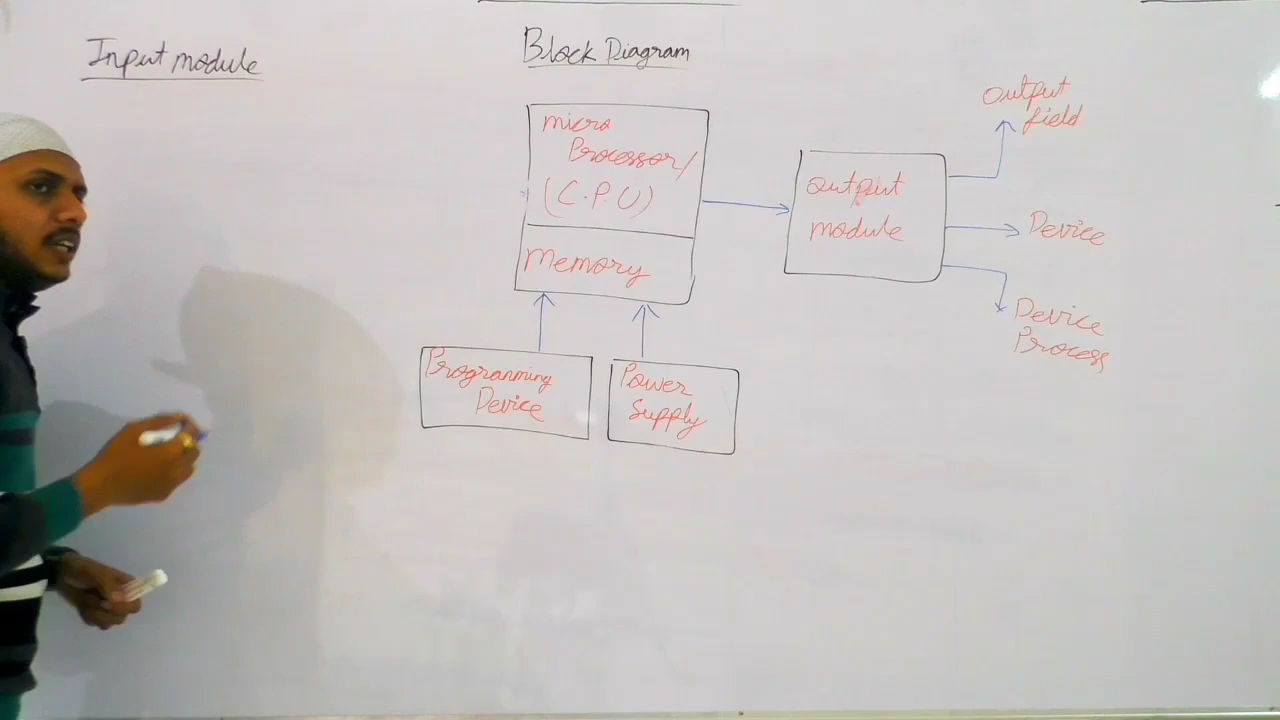 Input module
Block Diagram
micro
Processor/
(C.P.U)
Memory
Programming
Device
Power
Supply
output
module
output
field
Device
Device
Process